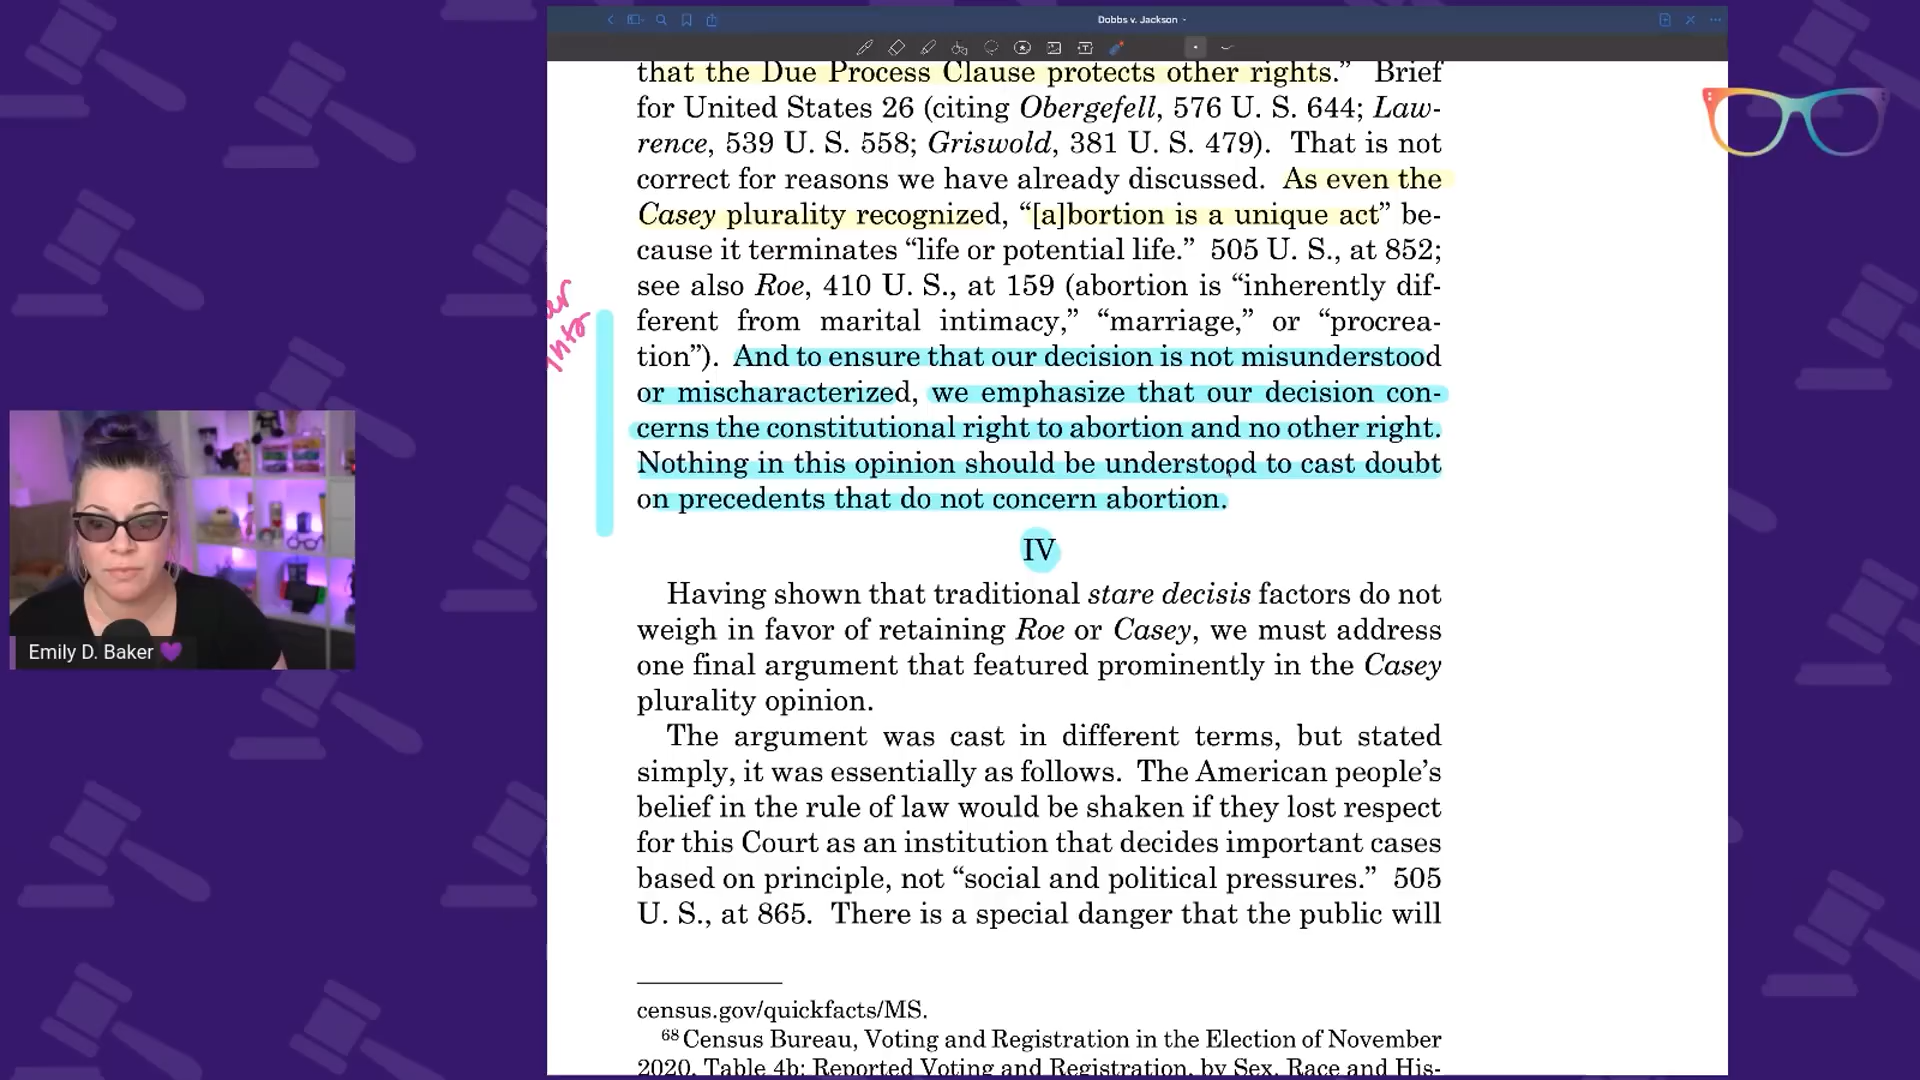 Dobbs v. Jackson
that the Due Process Clause protects other rights.” Brief
for United States 26 (citing Obergefell, 576 U. S. 644; Law-
rence, 539 U. S. 558; Griswold, 381 U. S. 479). That is not
correct for reasons we have already discussed. As even the
Casey plurality recognized, “[a]bortion is a unique act” be-
cause it terminates “life or potential life.” 505 U. S., at 852;
see also Roe, 410 U. S., at 159 (abortion is “inherently dif-
ferent from marital intimacy,” “marriage,” or “procrea-
tion”). And to ensure that our decision is not misunderstood
or mischaracterized, we emphasize that our decision con-
cerns the constitutional right to abortion and no other right.
Nothing in this opinion should be understood to cast doubt
on precedents that do not concern abortion.
IV
Having shown that traditional stare decisis factors do not
weigh in favor of retaining Roe or Casey, we must address
one final argument that featured prominently in the Casey
plurality opinion.
The argument was cast in different terms, but stated
simply, it was essentially as follows. The American people’s
belief in the rule of law would be shaken if they lost respect
for this Court as an institution that decides important cases
based on principle, not “social and political pressures.” 505
U. S., at 865. There is a special danger that the public will
census.gov/quickfacts/MS.
68 Census Bureau, Voting and Registration in the Election of November
2020, Table 4b: Reported Voting and Registration, by Sex, Race and His-
Emily D. Baker 💜